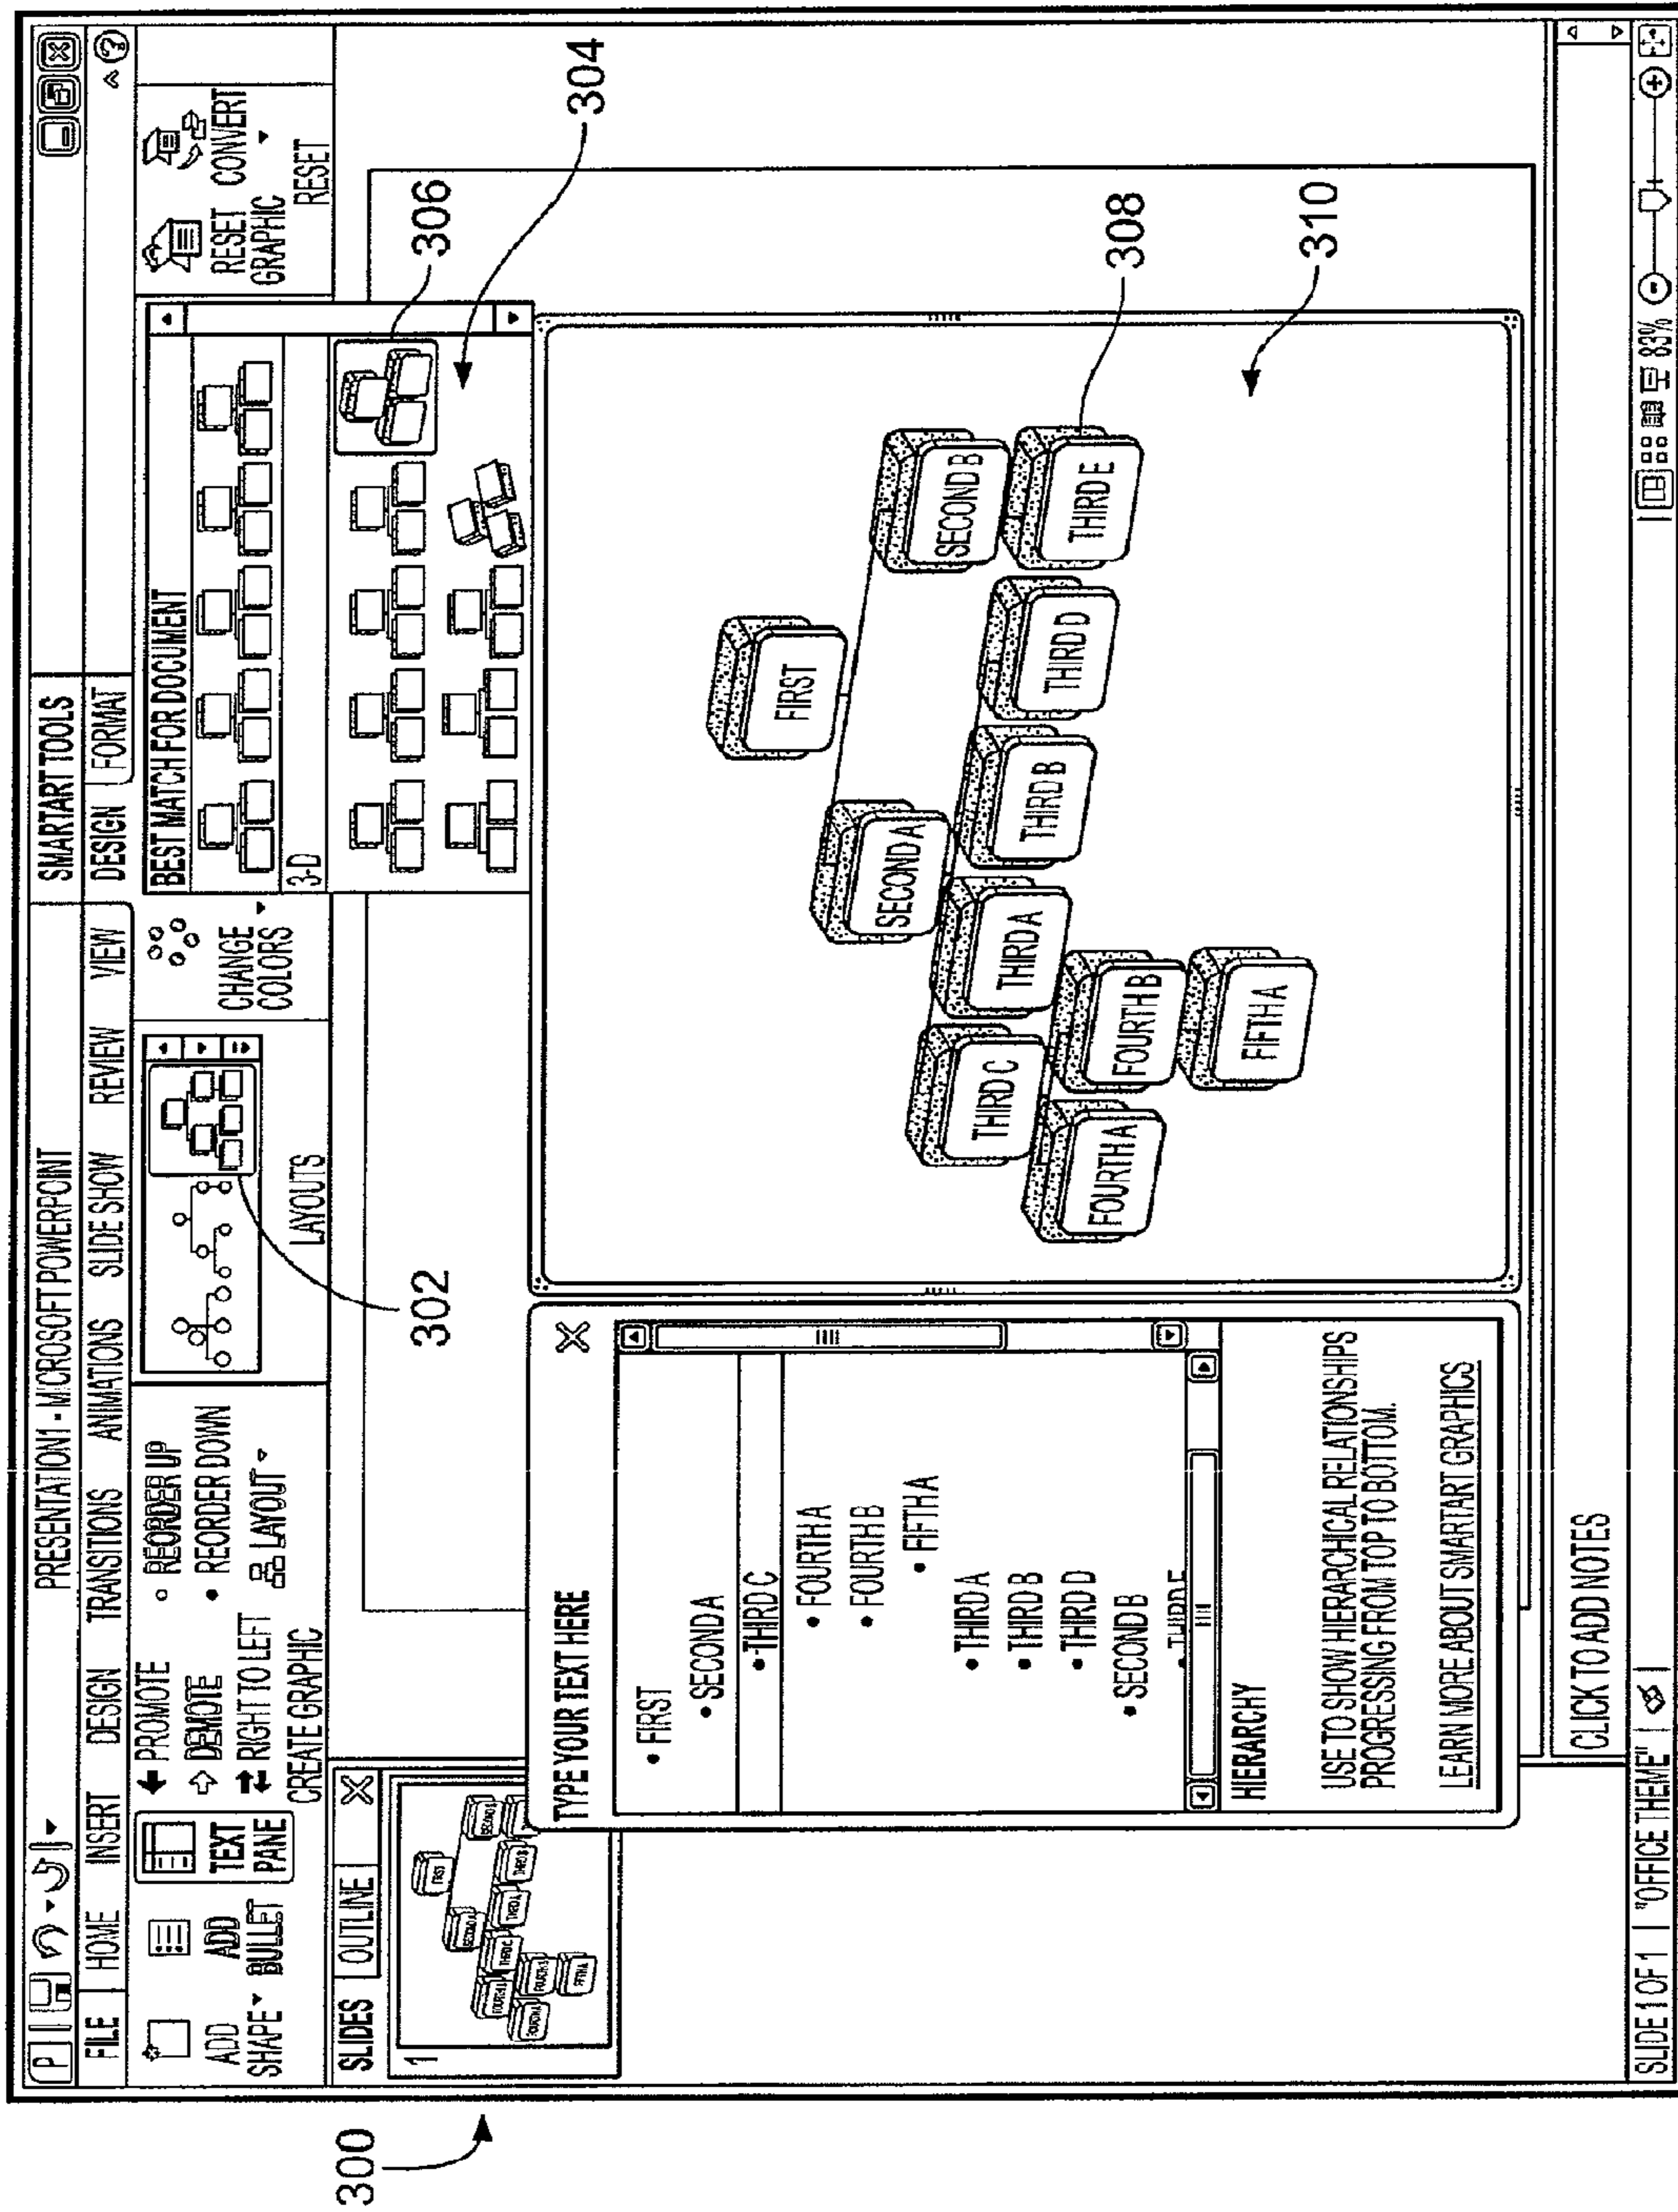 300
P
PRESENTATION1 - MICROSOFT POWERPOINT
SMARTART TOOLS
FILE HOME INSERT DESIGN TRANSITIONS ANIMATIONS SLIDE SHOW REVIEW VIEW DESIGN FORMAT
ADD SHAPE
ADD BULLET
TEXT PANE
PROMOTE
DEMOTE
RIGHT TO LEFT
REORDER UP
REORDER DOWN
LAYOUT
CREATE GRAPHIC
LAYOUTS
302
CHANGE COLORS
BEST MATCH FOR DOCUMENT
3-D
RESET GRAPHIC
CONVERT
RESET
306
304
SLIDES OUTLINE
1
FIRST
SECOND A
THIRD A
FOURTH A
FIFTH A
TYPE YOUR TEXT HERE
• FIRST
• SECOND A
• THIRD C
• FOURTH A
• FOURTH B
• FIFTH A
• THIRD A
• THIRD B
• THIRD D
• SECOND B
HIERARCHY
USE TO SHOW HIERARCHICAL RELATIONSHIPS
PROGRESSING FROM TOP TO BOTTOM.
LEARN MORE ABOUT SMARTART GRAPHICS
FIRST
SECOND A
SECOND B
THIRD C
THIRD A
THIRD B
THIRD D
THIRD E
FOURTH A
FOURTH B
FIFTH A
308
310
CLICK TO ADD NOTES
SLIDE 1 OF 1 "OFFICE THEME" 83%